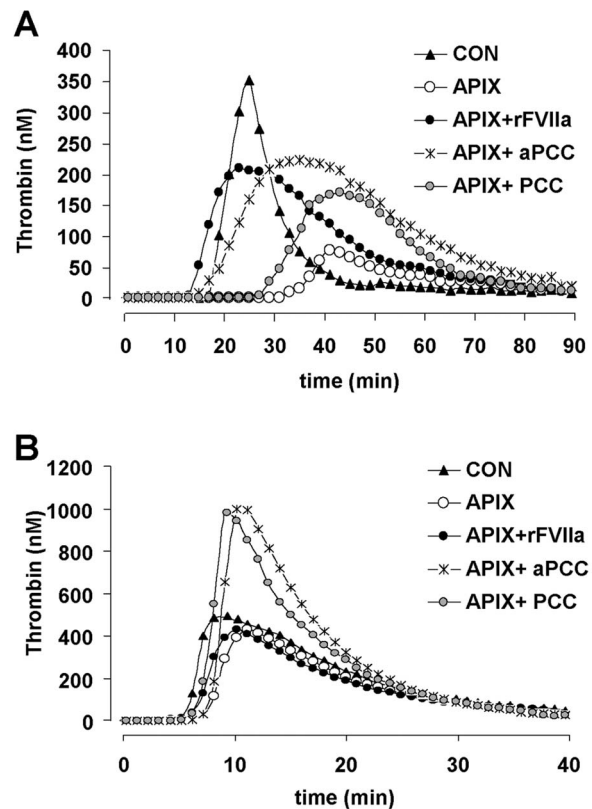 A
400
350
300
250
200
150
100
50
0
Thrombin (nM)
CON
APIX
APIX+rFVIIa
APIX+ aPCC
APIX+ PCC
0 10 20 30 40 50 60 70 80 90
time (min)
B
1200
1000
800
600
400
200
0
Thrombin (nM)
CON
APIX
APIX+rFVIIa
APIX+ aPCC
APIX+ PCC
0 10 20 30 40
time (min)